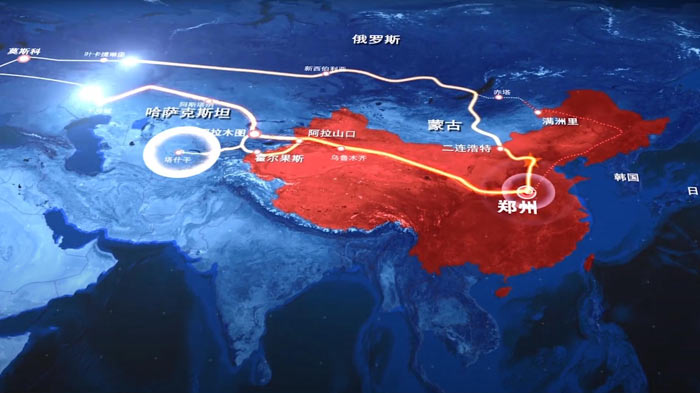 俄罗斯
莫斯科
叶卡捷琳堡
新西伯利亚
赤塔
满洲里
哈萨克斯坦
阿斯塔纳
阿拉木图
阿拉山口
蒙古
二连浩特
塔什干
霍尔果斯
乌鲁木齐
韩国
日
郑州